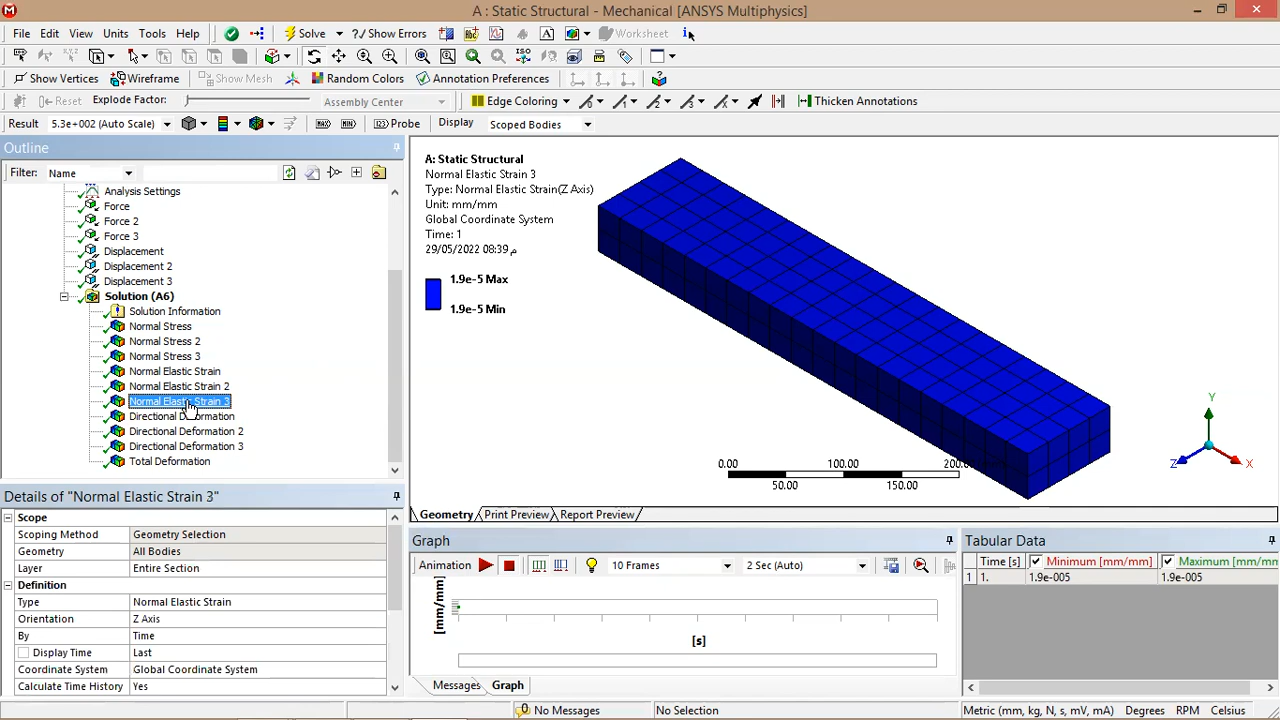 A : Static Structural - Mechanical [ANSYS Multiphysics]
File Edit View Units Tools Help Solve Show Errors Worksheet
Show Vertices Wireframe Show Mesh Random Colors Annotation Preferences
Reset Explode Factor: Assembly Center Edge Coloring Thicken Annotations
Result 5.3e+002 (Auto Scale) Probe Display Scoped Bodies
Outline
Filter: Name
Analysis Settings
Force
Force 2
Force 3
Displacement
Displacement 2
Displacement 3
Solution (A6)
Solution Information
Normal Stress
Normal Stress 2
Normal Stress 3
Normal Elastic Strain
Normal Elastic Strain 2
Normal Elastic Strain 3
Directional Deformation
Directional Deformation 2
Directional Deformation 3
Total Deformation
Details of "Normal Elastic Strain 3"
Scope
Scoping Method Geometry Selection
Geometry All Bodies
Layer Entire Section
Definition
Type Normal Elastic Strain
Orientation Z Axis
By Time
Display Time Last
Coordinate System Global Coordinate System
Calculate Time History Yes
A: Static Structural
Normal Elastic Strain 3
Type: Normal Elastic Strain(Z Axis)
Unit: mm/mm
Global Coordinate System
Time: 1
29/05/2022 08:39 م
1.9e-5 Max
1.9e-5 Min
0.00 100.00 200.0
50.00 150.00
Y
Z X
Geometry Print Preview Report Preview
Graph
Animation 10 Frames 2 Sec (Auto)
[mm/mm]
[s]
Messages Graph
Tabular Data
Time [s] Minimum [mm/mm] Maximum [mm/mm
1 1. 1.9e-005 1.9e-005
No Messages No Selection Metric (mm, kg, N, s, mV, mA) Degrees RPM Celsius